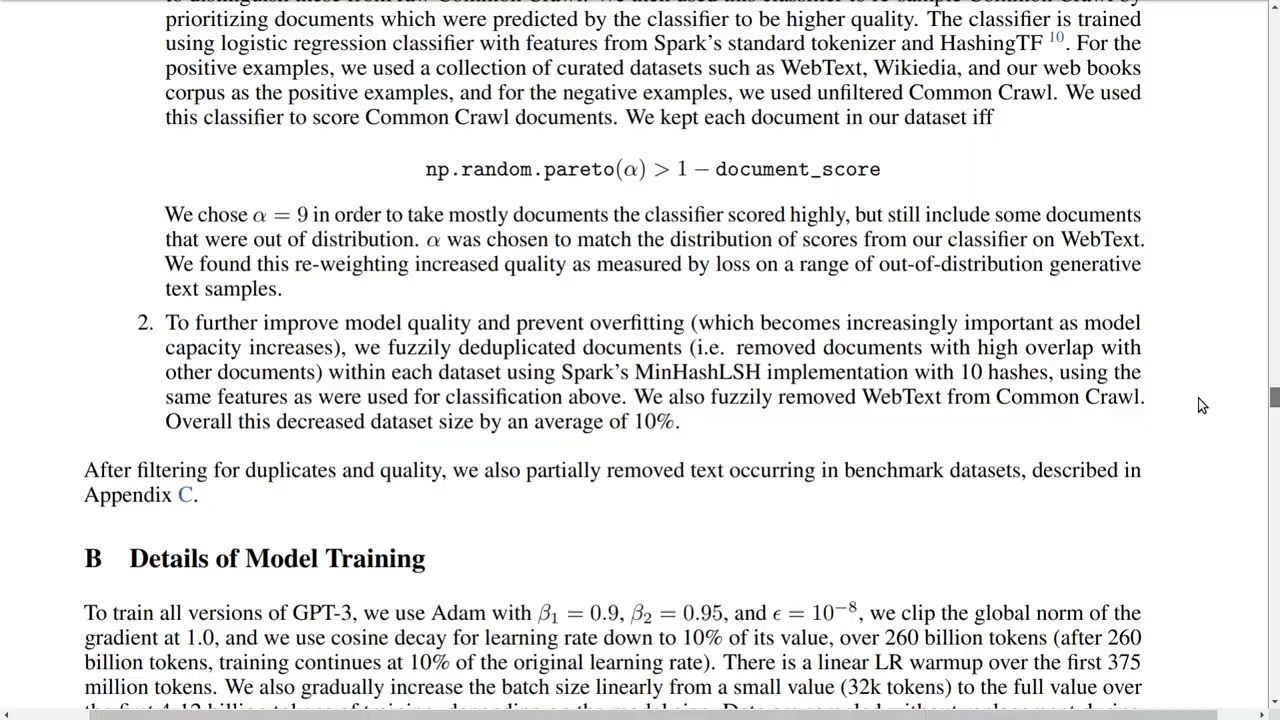 prioritizing documents which were predicted by the classifier to be higher quality. The classifier is trained
using logistic regression classifier with features from Spark's standard tokenizer and HashingTF 10. For the
positive examples, we used a collection of curated datasets such as WebText, Wikiedia, and our web books
corpus as the positive examples, and for the negative examples, we used unfiltered Common Crawl. We used
this classifier to score Common Crawl documents. We kept each document in our dataset iff
np.random.pareto(α) > 1 − document_score
We chose α = 9 in order to take mostly documents the classifier scored highly, but still include some documents
that were out of distribution. α was chosen to match the distribution of scores from our classifier on WebText.
We found this re-weighting increased quality as measured by loss on a range of out-of-distribution generative
text samples.
2. To further improve model quality and prevent overfitting (which becomes increasingly important as model
capacity increases), we fuzzily deduplicated documents (i.e. removed documents with high overlap with
other documents) within each dataset using Spark's MinHashLSH implementation with 10 hashes, using the
same features as were used for classification above. We also fuzzily removed WebText from Common Crawl.
Overall this decreased dataset size by an average of 10%.
After filtering for duplicates and quality, we also partially removed text occurring in benchmark datasets, described in
Appendix C.
B Details of Model Training
To train all versions of GPT-3, we use Adam with β₁ = 0.9, β₂ = 0.95, and ϵ = 10⁻⁸, we clip the global norm of the
gradient at 1.0, and we use cosine decay for learning rate down to 10% of its value, over 260 billion tokens (after 260
billion tokens, training continues at 10% of the original learning rate). There is a linear LR warmup over the first 375
million tokens. We also gradually increase the batch size linearly from a small value (32k tokens) to the full value over